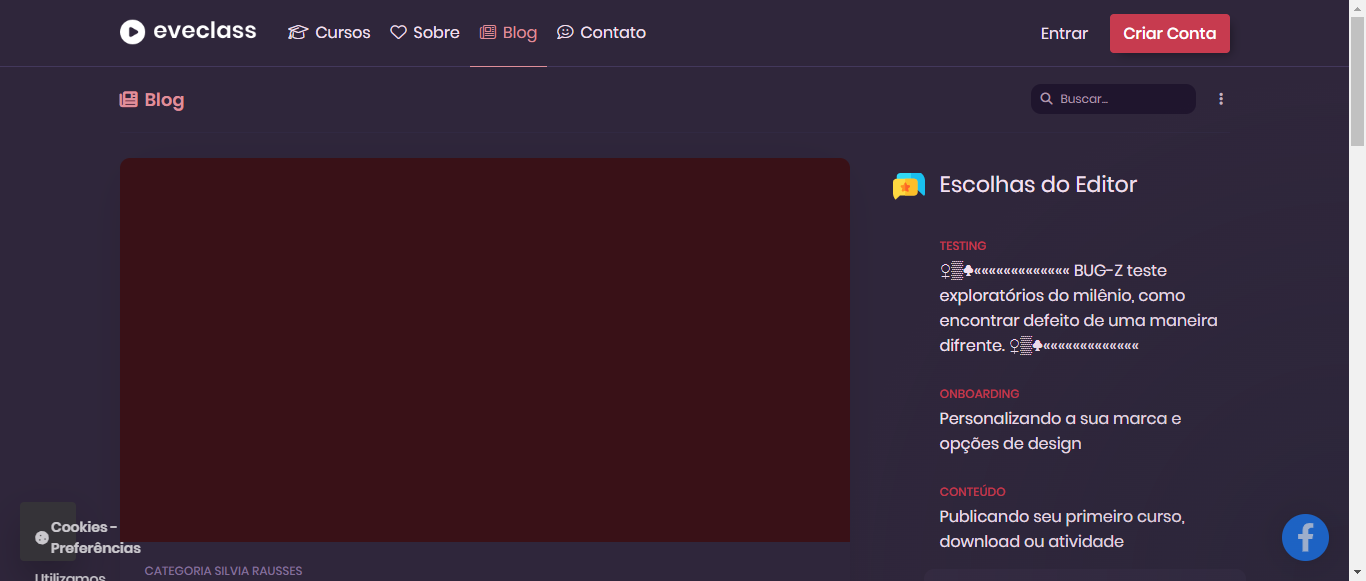 eveclass
Cursos
Sobre
Blog
Contato
Entrar
Criar Conta
Blog
Buscar...
Escolhas do Editor
TESTING
♀▒♣««««««««««««« BUG-Z teste
exploratórios do milênio, como
encontrar defeito de uma maneira
difrente. ♀▒♣«««««««««««««
ONBOARDING
Personalizando a sua marca e
opções de design
CONTEÚDO
Publicando seu primeiro curso,
download ou atividade
Cookies -
Preferências
Utilizamos
CATEGORIA SILVIA RAUSSES